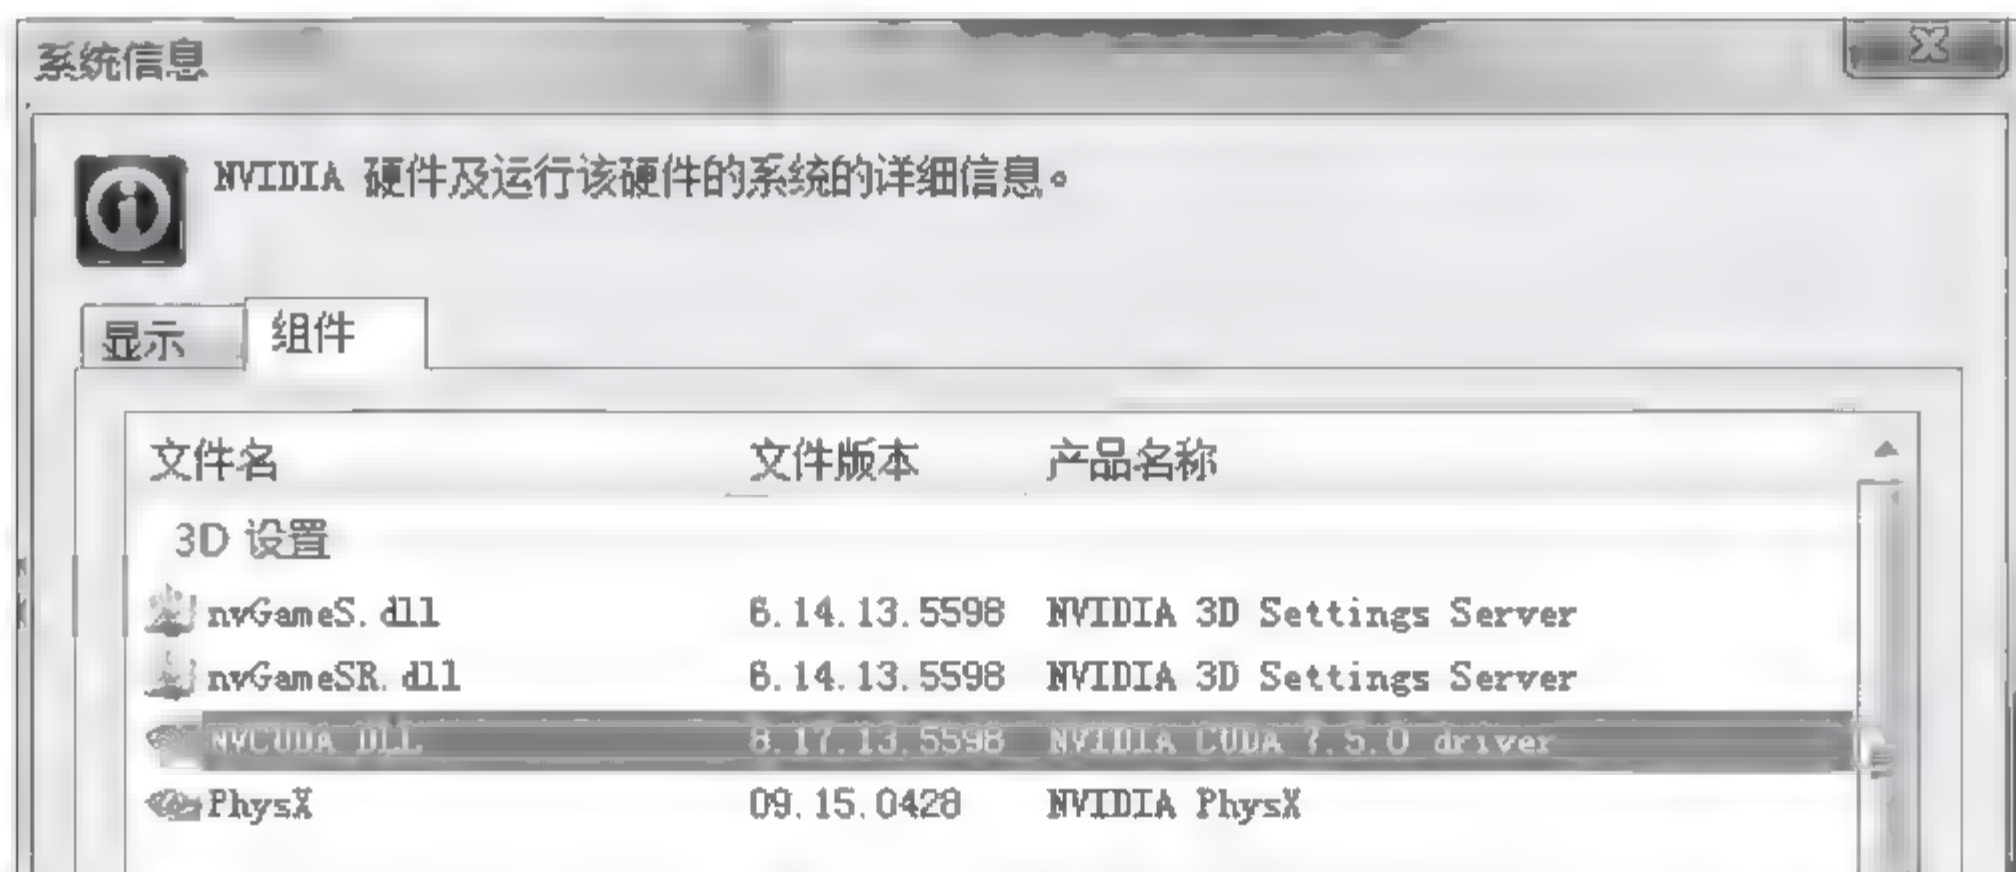 系统信息
NVIDIA 硬件及运行该硬件的系统的详细信息。
显示 组件
文件名 文件版本 产品名称
3D 设置
nvGameS.dll 6.14.13.5598 NVIDIA 3D Settings Server
nvGameSR.dll 6.14.13.5598 NVIDIA 3D Settings Server
NVCUDA.DLL 8.17.13.5598 NVIDIA CUDA 7.5.0 driver
PhysX 09.15.0428 NVIDIA PhysX